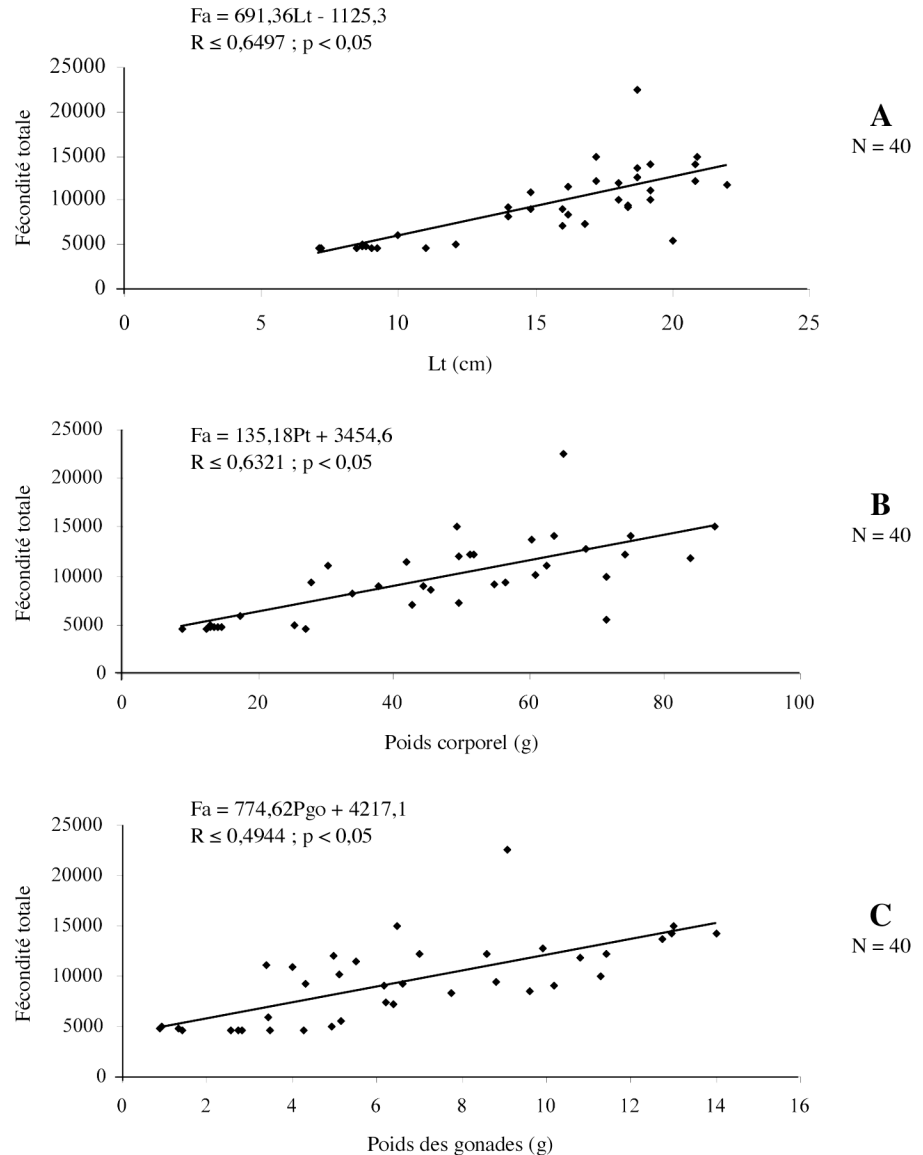 Fa = 691,36Lt - 1125,3
R ≤ 0,6497 ; p < 0,05
25000
20000
15000
10000
5000
0
Fécondité totale
0 5 10 15 20 25
Lt (cm)
A
N = 40
Fa = 135,18Pt + 3454,6
R ≤ 0,6321 ; p < 0,05
25000
20000
15000
10000
5000
0
Fécondité totale
0 20 40 60 80 100
Poids corporel (g)
B
N = 40
Fa = 774,62Pgo + 4217,1
R ≤ 0,4944 ; p < 0,05
25000
20000
15000
10000
5000
0
Fécondité totale
0 2 4 6 8 10 12 14 16
Poids des gonades (g)
C
N = 40